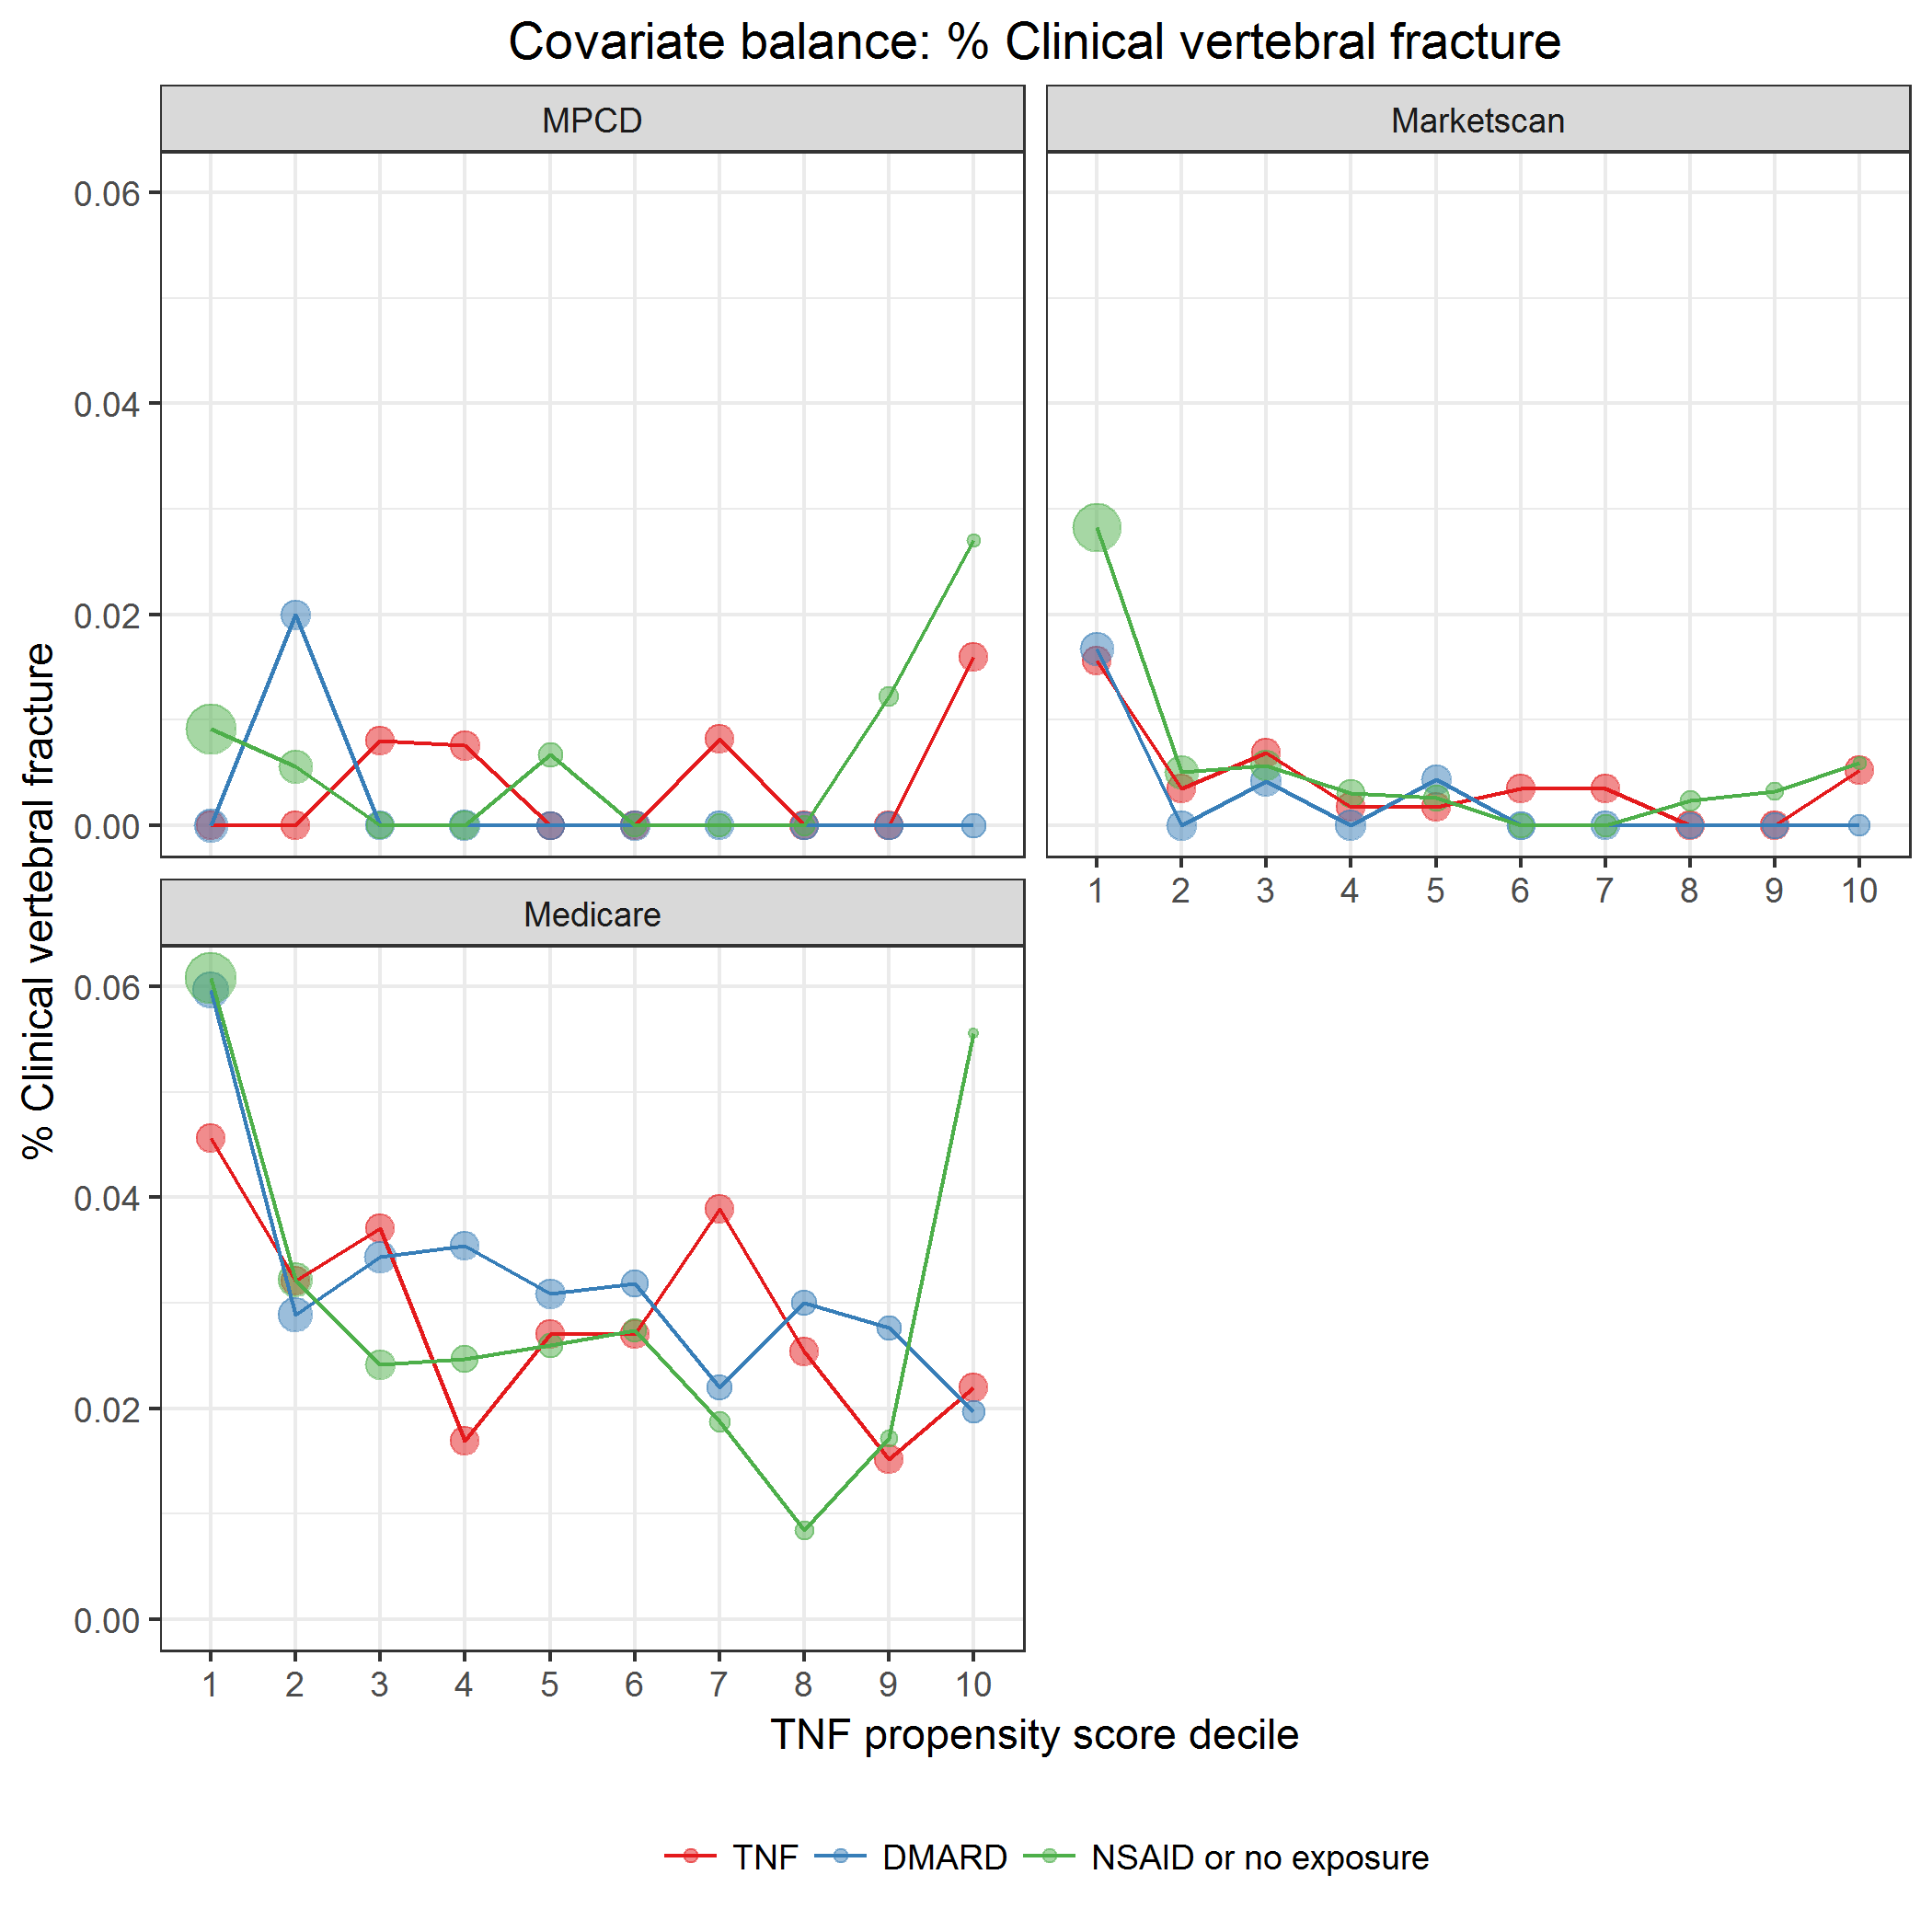 Covariate balance: % Clinical vertebral fracture
MPCD
Marketscan
0.06
0.04
0.02
0.00
1 2 3 4 5 6 7 8 9 10
Medicare
0.06
0.04
0.02
0.00
1 2 3 4 5 6 7 8 9 10
% Clinical vertebral fracture
TNF propensity score decile
TNF DMARD NSAID or no exposure